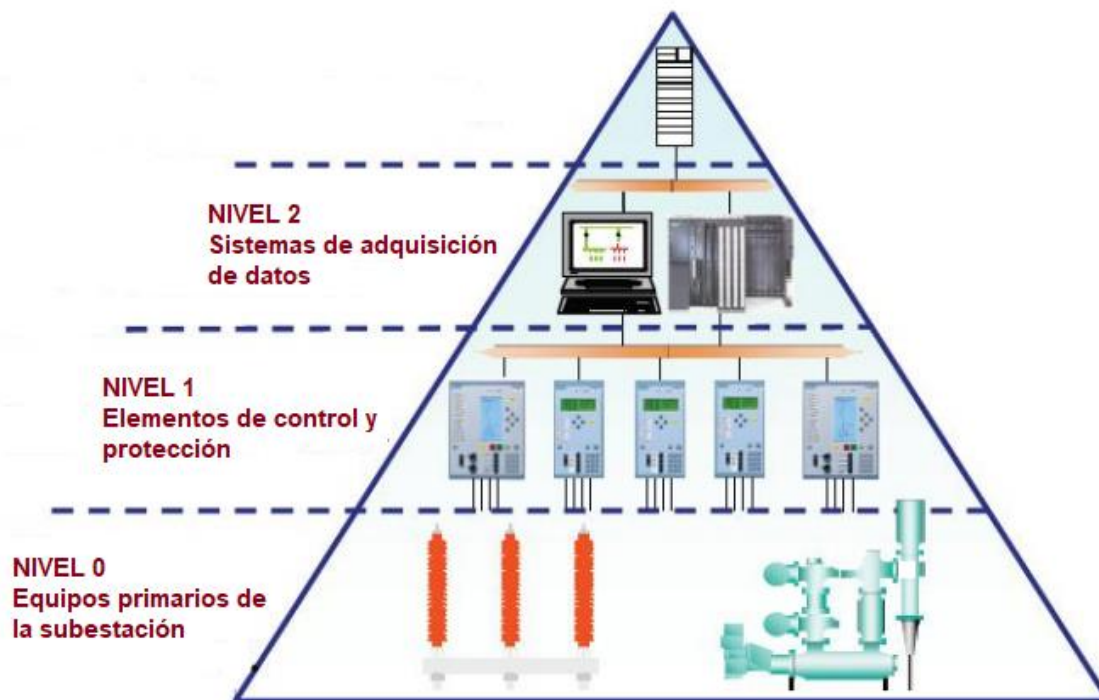 NIVEL 2
Sistemas de adquisición
de datos
NIVEL 1
Elementos de control y
protección
NIVEL 0
Equipos primarios de
la subestación